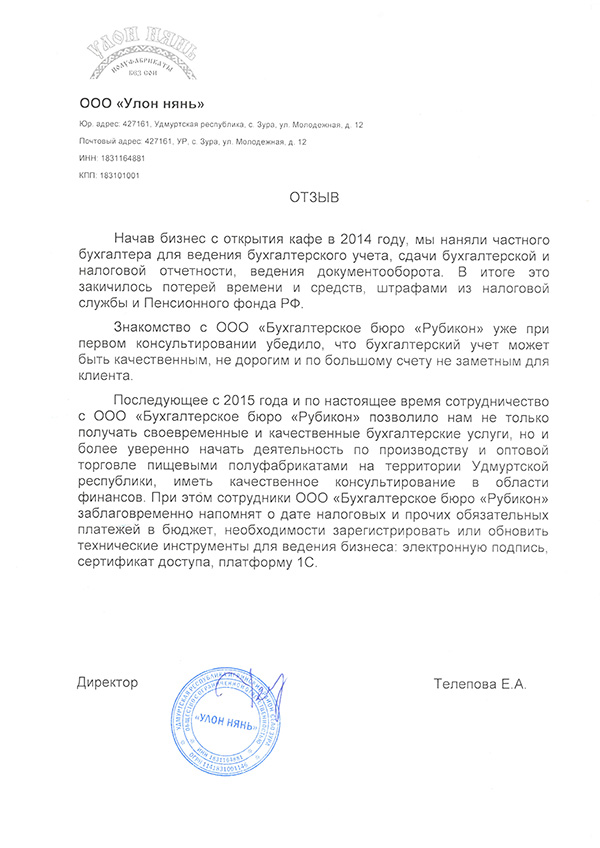 УЛОН НЯНЬ
ПОЛУФАБРИКАТЫ
БЕЗ СОИ
ООО «Улон нянь»
Юр. адрес: 427161, Удмуртская республика, с. Зура, ул. Молодежная, д. 12
Почтовый адрес: 427161, УР, с. Зура, ул. Молодежная, д. 12
ИНН: 1831164881
КПП: 183101001
ОТЗЫВ
Начав бизнес с открытия кафе в 2014 году, мы наняли частного
бухгалтера для ведения бухгалтерского учета, сдачи бухгалтерской и
налоговой отчетности, ведения документооборота. В итоге это
закичилось потерей времени и средств, штрафами из налоговой
службы и Пенсионного фонда РФ.
Знакомство с ООО «Бухгалтерское бюро «Рубикон» уже при
первом консультировании убедило, что бухгалтерский учет может
быть качественным, не дорогим и по большому счету не заметным для
клиента.
Последующее с 2015 года и по настоящее время сотрудничество
с ООО «Бухгалтерское бюро «Рубикон» позволило нам не только
получать своевременные и качественные бухгалтерские услуги, но и
более уверенно начать деятельность по производству и оптовой
торговле пищевыми полуфабрикатами на территории Удмуртской
республики, иметь качественное консультирование в области
финансов. При этом сотрудники ООО «Бухгалтерское бюро «Рубикон»
заблаговременно напомнят о дате налоговых и прочих обязательных
платежей в бюджет, необходимости зарегистрировать или обновить
технические инструменты для ведения бизнеса: электронную подпись,
сертификат доступа, платформу 1С.
Директор
Телепова Е.А.
УДМУРТСКАЯ РЕСПУБЛИКА
ОБЩЕСТВО С ОГРАНИЧЕННОЙ ОТВЕТСТВЕННОСТЬЮ
«УЛОН НЯНЬ»